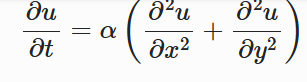 ∂u/∂t = α ( ∂²u/∂x² + ∂²u/∂y² )